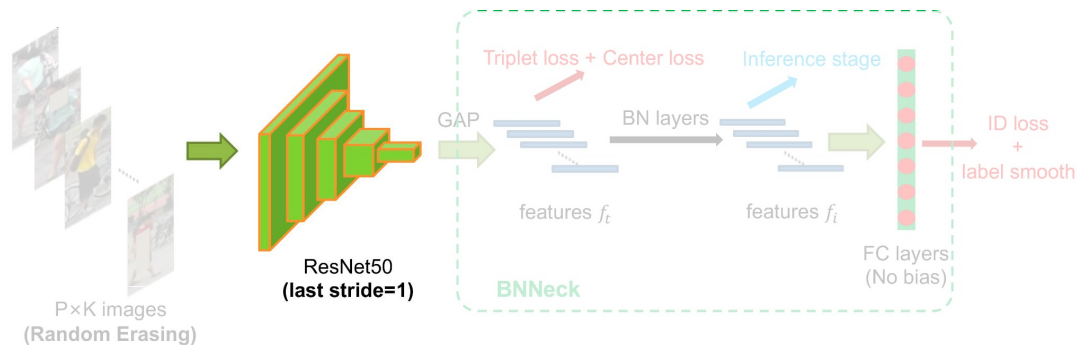 Triplet loss + Center loss
Inference stage
GAP
BN layers
ID loss
+
label smooth
features f_t
features f_i
ResNet50
(last stride=1)
BNNeck
FC layers
(No bias)
P×K images
(Random Erasing)